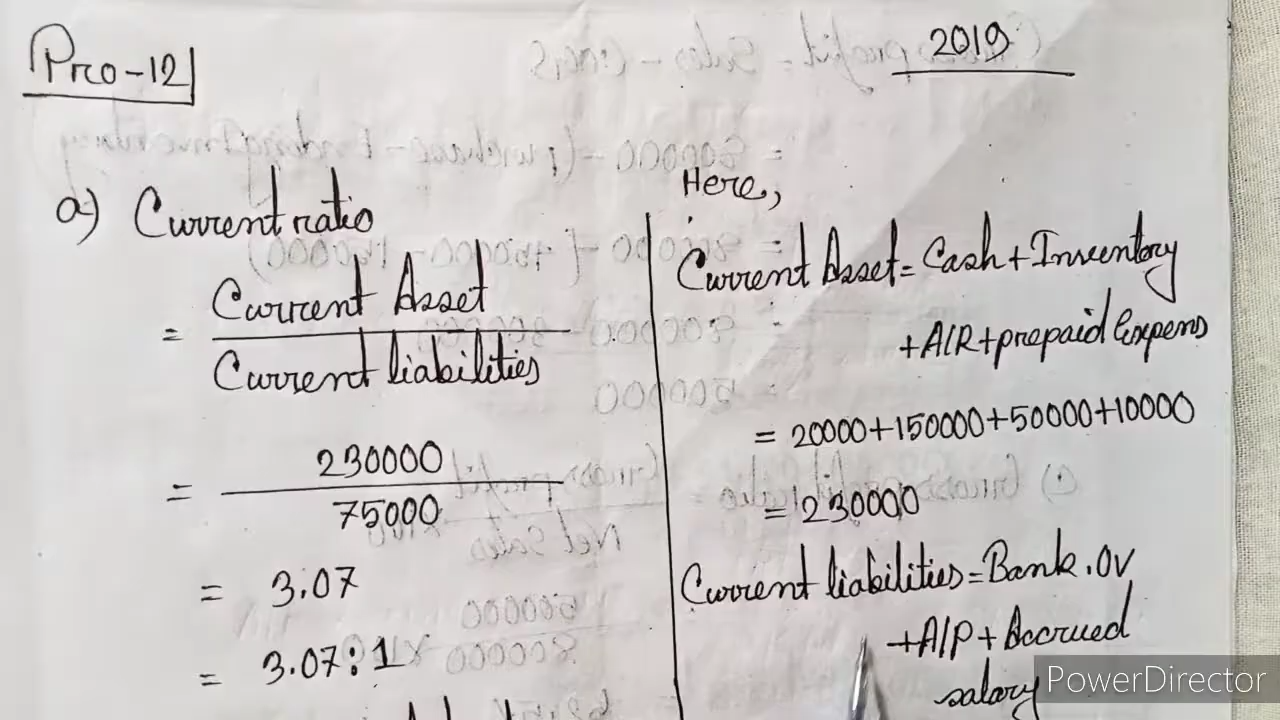 Pro-12
2019
a) Current ratio
= Current Asset
Current liabilities
= 230000
75000
= 3.07
= 3.07:1
Here,
Current Asset = Cash + Inventory
+ A/R + prepaid Expens
= 20000+150000+50000+10000
= 230000
Current liabilities = Bank.OV
+ A/P + Accrued
salary
PowerDirector